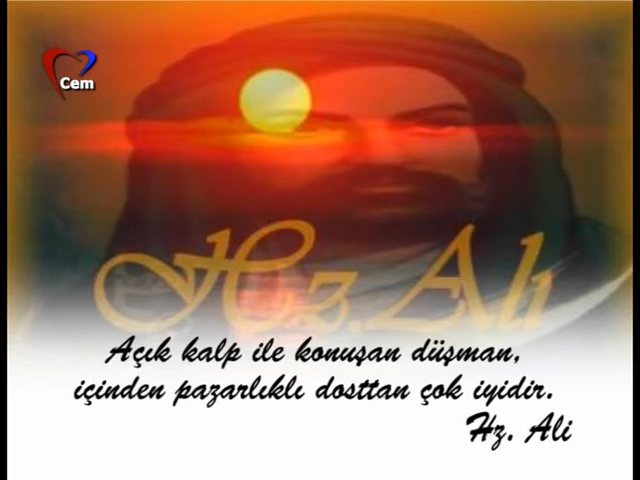 Cem
Hz. Ali
Açık kalp ile konuşan düşman,
içinden pazarlıklı dosttan çok iyidir.
Hz. Ali